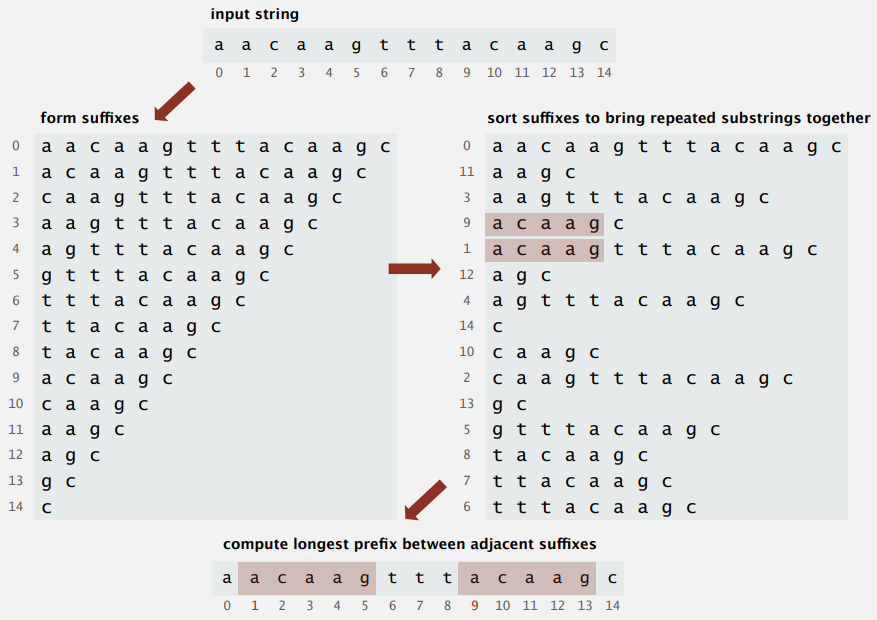 input string
a a c a a g t t t a c a a g c
0 1 2 3 4 5 6 7 8 9 10 11 12 13 14
form suffixes
0 a a c a a g t t t a c a a g c
1 a c a a g t t t a c a a g c
2 c a a g t t t a c a a g c
3 a a g t t t a c a a g c
4 a g t t t a c a a g c
5 g t t t a c a a g c
6 t t t a c a a g c
7 t t a c a a g c
8 t a c a a g c
9 a c a a g c
10 c a a g c
11 a a g c
12 a g c
13 g c
14 c
sort suffixes to bring repeated substrings together
0 a a c a a g t t t a c a a g c
11 a a g c
3 a a g t t t a c a a g c
9 a c a a g c
1 a c a a g t t t a c a a g c
12 a g c
4 a g t t t a c a a g c
14 c
10 c a a g c
2 c a a g t t t a c a a g c
13 g c
5 g t t t a c a a g c
8 t a c a a g c
7 t t a c a a g c
6 t t t a c a a g c
compute longest prefix between adjacent suffixes
a a c a a g t t t a c a a g c
0 1 2 3 4 5 6 7 8 9 10 11 12 13 14